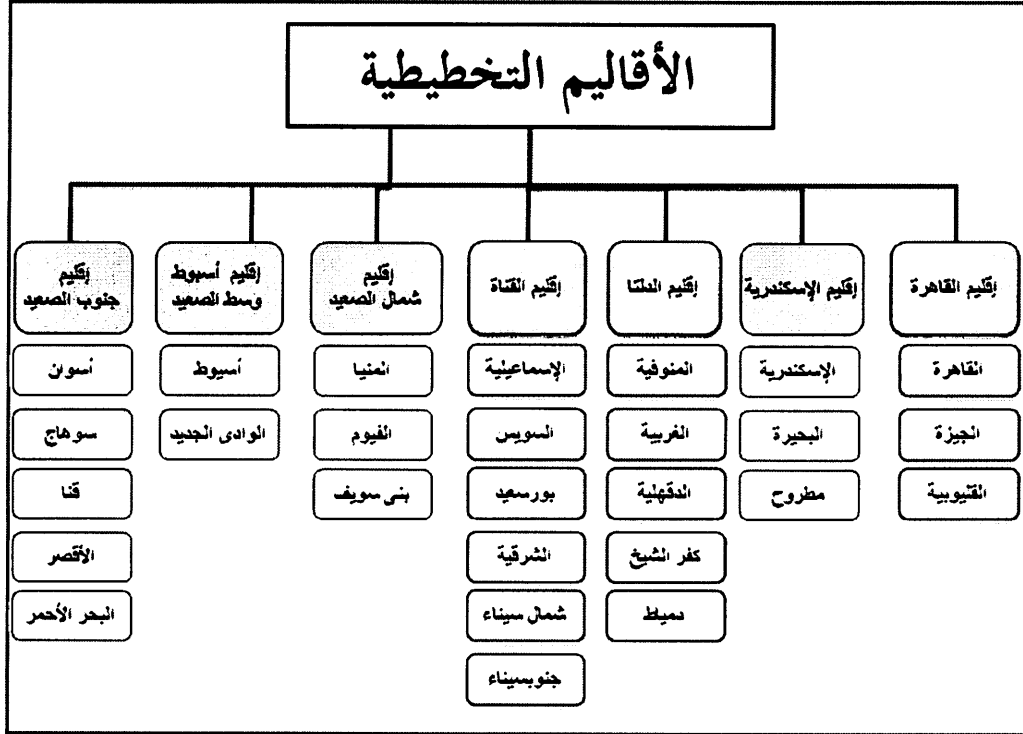 الأقاليم التخطيطية
إقليم القاهرة
القاهرة
الجيزة
القليوبية
إقليم الإسكندرية
الإسكندرية
البحيرة
مطروح
إقليم الدلتا
المنوفية
الغربية
الدقهلية
كفر الشيخ
دمياط
إقليم القناة
الإسماعيلية
السويس
بورسعيد
الشرقية
شمال سيناء
جنوبسيناء
إقليم
شمال الصعيد
المنيا
الفيوم
بنى سويف
إقليم أسيوط
وسط الصعيد
أسيوط
الوادى الجديد
إقليم
جنوب الصعيد
أسوان
سوهاج
قنا
الأقصر
البحر الأحمر